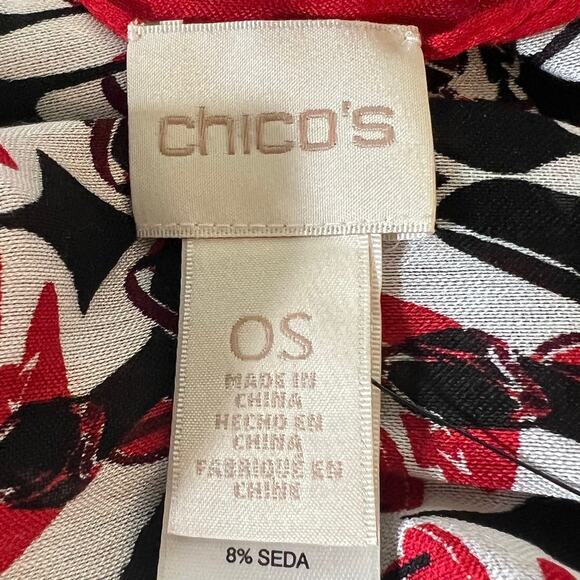 chico's
OS
MADE IN
CHINA
HECHO EN
CHINA
FABRIQUÉ EN
CHINE
8% SEDA